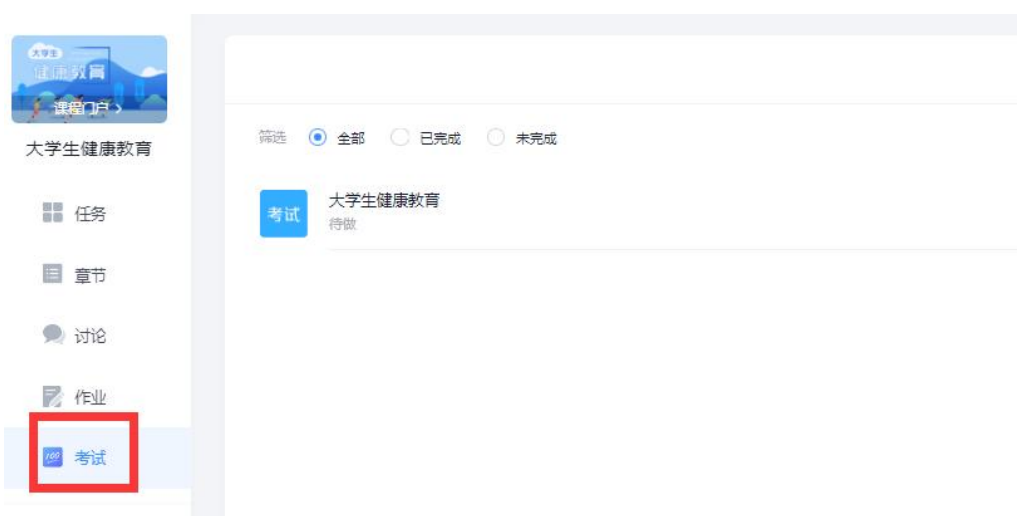 大学生
健康教育
课程门户 >
大学生健康教育
任务
章节
讨论
作业
100 考试
筛选 全部 已完成 未完成
考试 大学生健康教育
待做